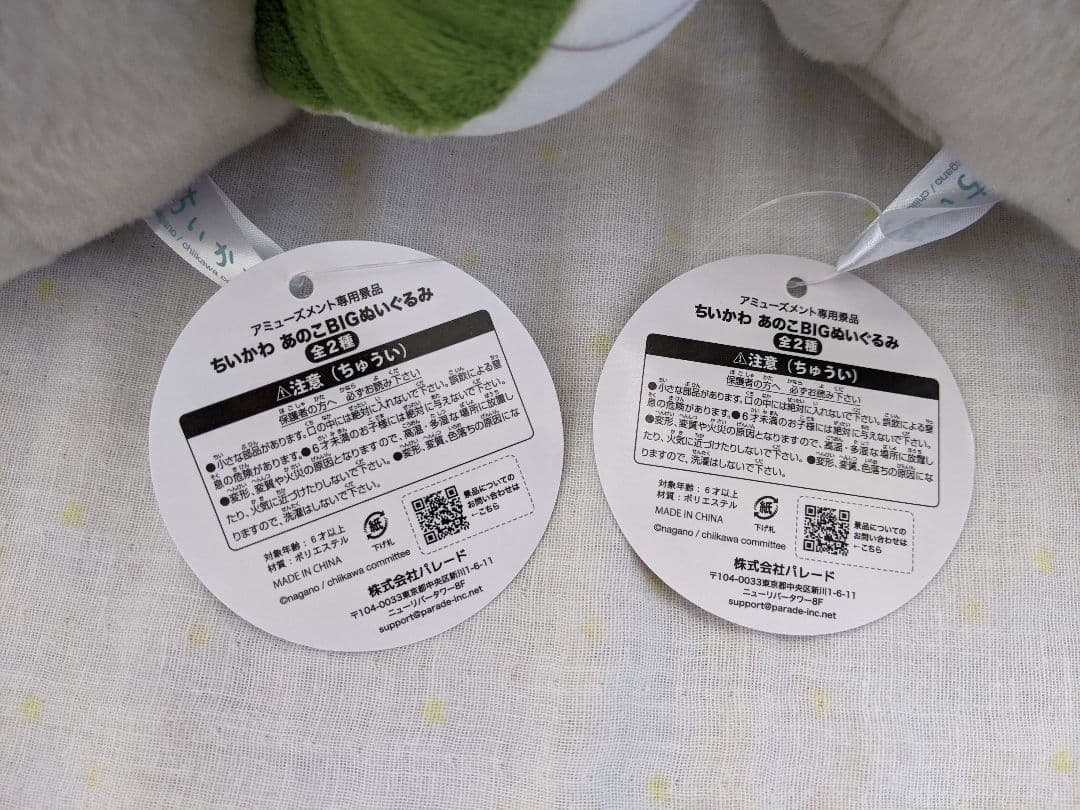 ちいか
nagano / chiikawa co
アミューズメント専用景品
ちいかわ あのこBIGぬいぐるみ
全2種
⚠注意(ちゅうい)
保護者の方へ 必ずお読み下さい
●小さな部品があります。口の中には絶対に入れないで下さい。誤飲による窒
息の危険があります。●6才未満のお子様には絶対に与えないで下さい。
●変形、変質や火災の原因となりますので、高温・多湿な場所に放置し
たり、火気に近づけたりしないで下さい。●変形、変質、色落ちの原因にな
りますので、洗濯はしないで下さい。
対象年齢:6才以上
材質:ポリエステル
MADE IN CHINA
紙
下げ札
景品についての
お問い合わせは
←こちら
©nagano / chiikawa committee
株式会社パレード
〒104-0033東京都中央区新川1-6-11
ニューリバータワー8F
support@parade-inc.net
ちい
agano / chiik
アミューズメント専用景品
ちいかわ あのこBIGぬいぐるみ
全2種
⚠注意(ちゅうい)
保護者の方へ 必ずお読み下さい
●小さな部品があります。口の中には絶対に入れないで下さい。誤飲による窒
息の危険があります。●6才未満のお子様には絶対に与えないで下さい。
●変形、変質や火災の原因となりますので、高温・多湿な場所に放置し
たり、火気に近づけたりしないで下さい。●変形、変質、色落ちの原因にな
りますので、洗濯はしないで下さい。
対象年齢:6才以上
材質:ポリエステル
MADE IN CHINA
紙
下げ札
景品についての
お問い合わせは
←こちら
©nagano / chiikawa committee
株式会社パレード
〒104-0033東京都中央区新川1-6-11
ニューリバータワー8F
support@parade-inc.net